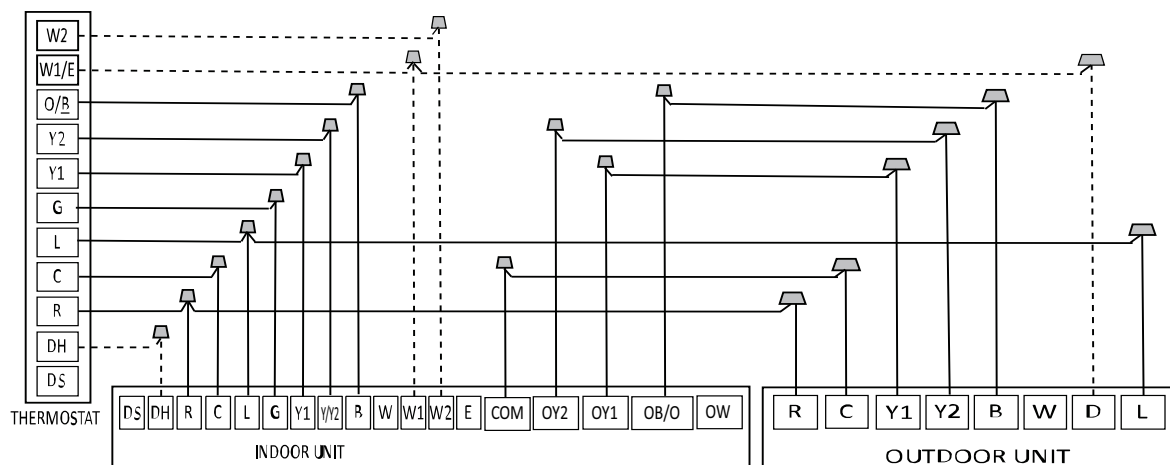 W2
W1/E
O/B
Y2
Y1
G
L
C
R
DH
DS
THERMOSTAT
DS DH R C L G Y1 Y/Y2 B W W1 W2 E COM OY2 OY1 OB/O OW
INDOOR UNIT
R C Y1 Y2 B W D L
OUTDOOR UNIT